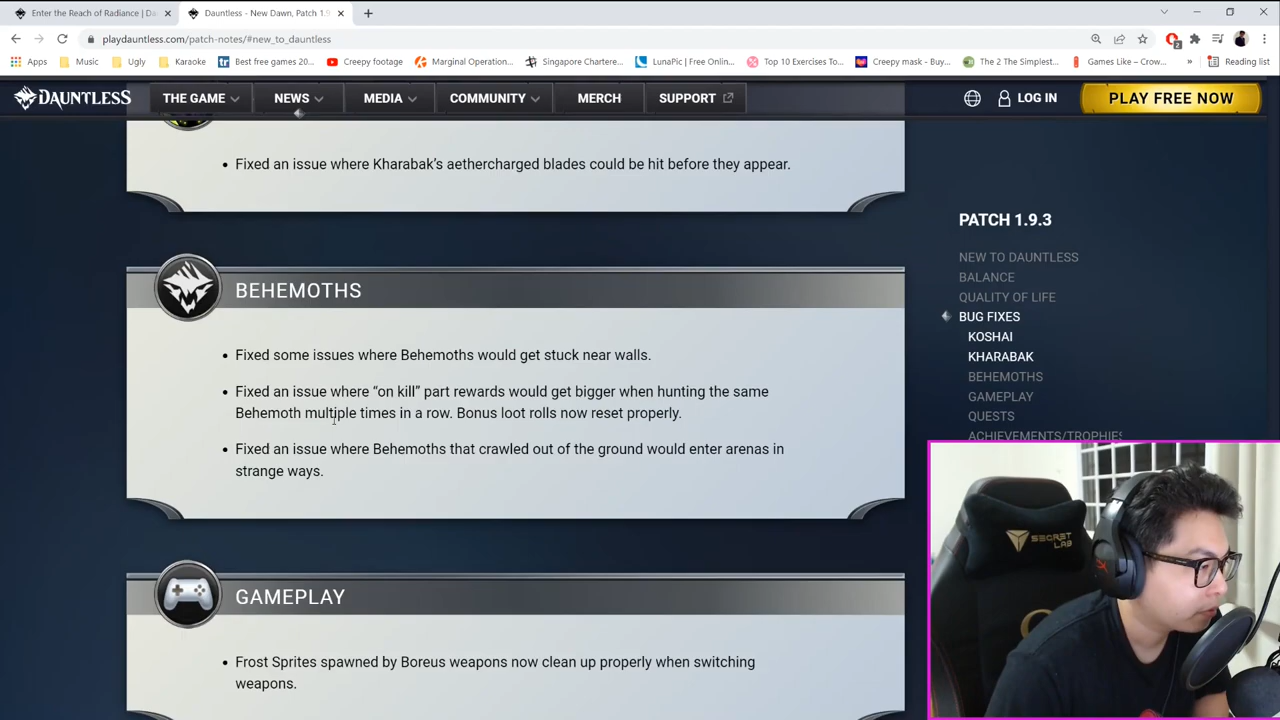 Enter the Reach of Radiance | Da
Dauntless - New Dawn, Patch 1.9
playdauntless.com/patch-notes/#new_to_dauntless
2
Apps
Music
Ugly
Karaoke
Best free games 20...
Creepy footage
Marginal Operation...
Singapore Chartere...
LunaPic | Free Online...
Top 10 Exercises To...
Creepy mask - Buy...
The 2 The Simplest...
Games Like – Crow...
»
Reading list
DAUNTLESS
THE GAME
NEWS
MEDIA
COMMUNITY
MERCH
SUPPORT
LOG IN
PLAY FREE NOW
• Fixed an issue where Kharabak’s aethercharged blades could be hit before they appear.
BEHEMOTHS
• Fixed some issues where Behemoths would get stuck near walls.
• Fixed an issue where “on kill” part rewards would get bigger when hunting the same
Behemoth multiple times in a row. Bonus loot rolls now reset properly.
• Fixed an issue where Behemoths that crawled out of the ground would enter arenas in
strange ways.
GAMEPLAY
• Frost Sprites spawned by Boreus weapons now clean up properly when switching
weapons.
PATCH 1.9.3
NEW TO DAUNTLESS
BALANCE
QUALITY OF LIFE
BUG FIXES
KOSHAI
KHARABAK
BEHEMOTHS
GAMEPLAY
QUESTS
ACHIEVEMENTS/TROPHIES
SECRETLAB